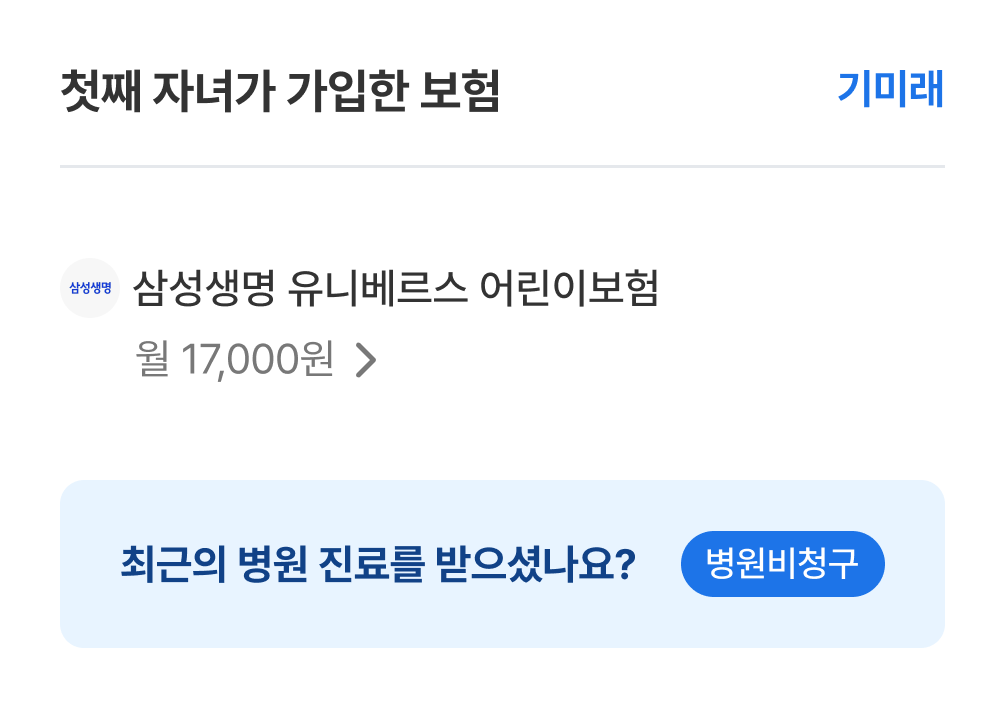 첫째 자녀가 가입한 보험 기미래
삼성생명 삼성생명 유니베르스 어린이보험
월 17,000원
최근의 병원 진료를 받으셨나요? 병원비청구